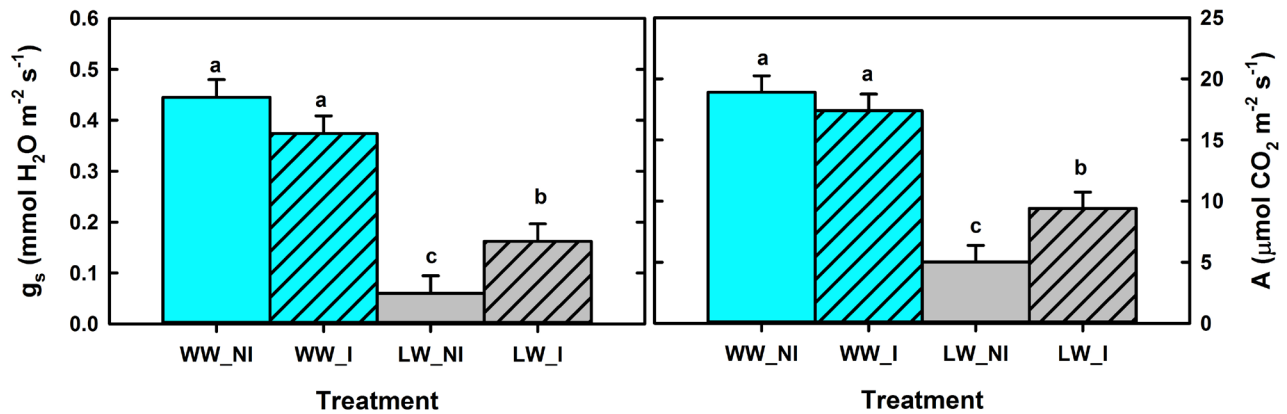 g_s (mmol H₂O m⁻² s⁻¹)
0.6
0.5
0.4
0.3
0.2
0.1
0.0
a
a
c
b
WW_NI WW_I LW_NI LW_I
Treatment
a
a
c
b
WW_NI WW_I LW_NI LW_I
Treatment
25
20
15
10
5
0
A (μmol CO₂ m⁻² s⁻¹)